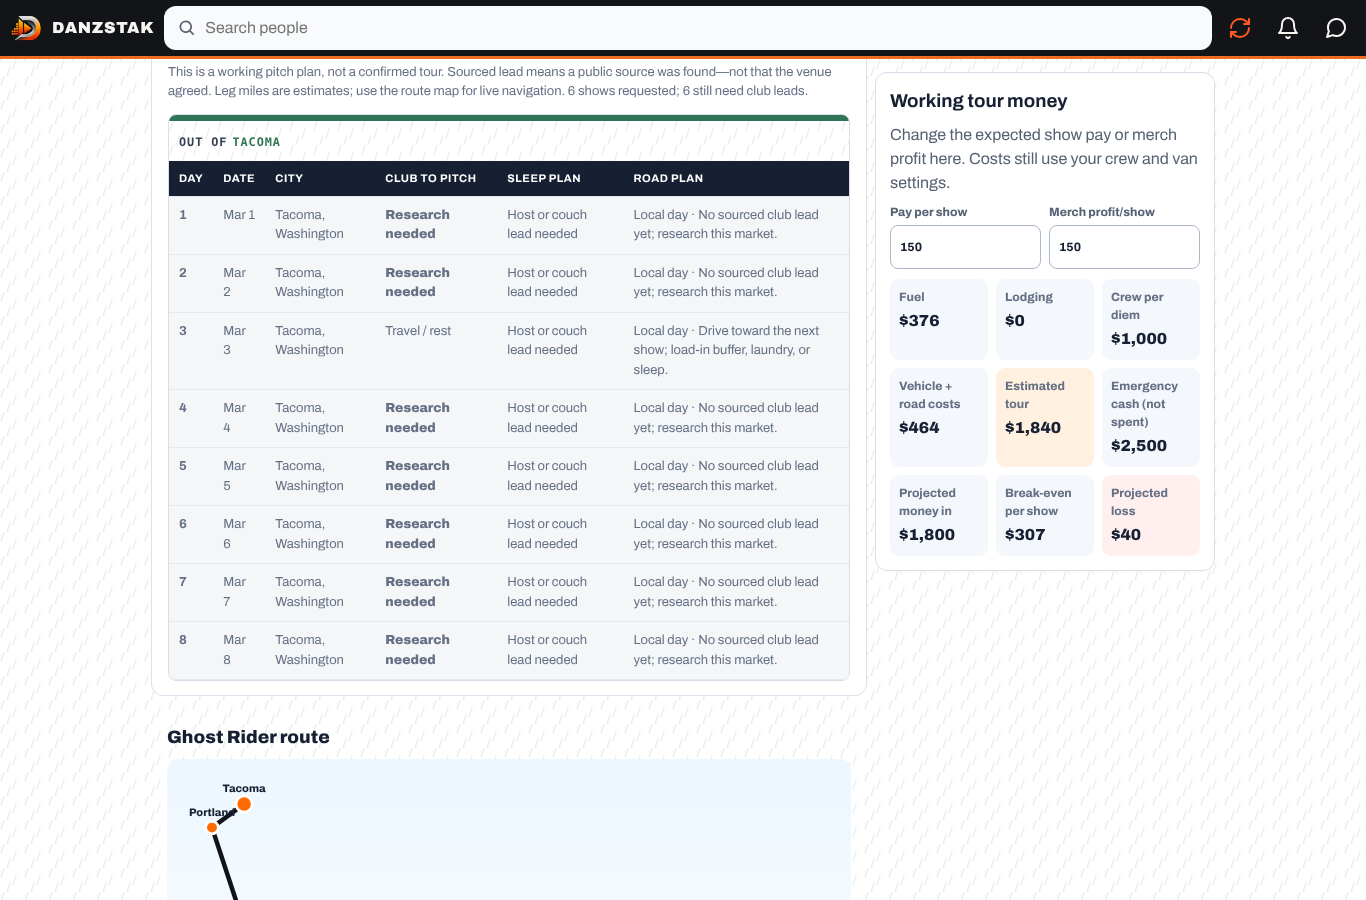 DANZSTAK
Search people
This is a working pitch plan, not a confirmed tour. Sourced lead means a public source was found—not that the venue
agreed. Leg miles are estimates; use the route map for live navigation. 6 shows requested; 6 still need club leads.
OUT OF TACOMA
DAY DATE CITY CLUB TO PITCH SLEEP PLAN ROAD PLAN
1 Mar 1 Tacoma, Research Host or couch Local day · No sourced club lead
Washington needed lead needed yet; research this market.
2 Mar Tacoma, Research Host or couch Local day · No sourced club lead
2 Washington needed lead needed yet; research this market.
3 Mar Tacoma, Travel / rest Host or couch Local day · Drive toward the next
3 Washington lead needed show; load-in buffer, laundry, or
sleep.
4 Mar Tacoma, Research Host or couch Local day · No sourced club lead
4 Washington needed lead needed yet; research this market.
5 Mar Tacoma, Research Host or couch Local day · No sourced club lead
5 Washington needed lead needed yet; research this market.
6 Mar Tacoma, Research Host or couch Local day · No sourced club lead
6 Washington needed lead needed yet; research this market.
7 Mar Tacoma, Research Host or couch Local day · No sourced club lead
7 Washington needed lead needed yet; research this market.
8 Mar Tacoma, Research Host or couch Local day · No sourced club lead
8 Washington needed lead needed yet; research this market.
Ghost Rider route
Tacoma
Portland
Working tour money
Change the expected show pay or merch
profit here. Costs still use your crew and van
settings.
Pay per show Merch profit/show
150 150
Fuel
$376
Lodging
$0
Crew per
diem
$1,000
Vehicle +
road costs
$464
Estimated
tour
$1,840
Emergency
cash (not
spent)
$2,500
Projected
money in
$1,800
Break-even
per show
$307
Projected
loss
$40